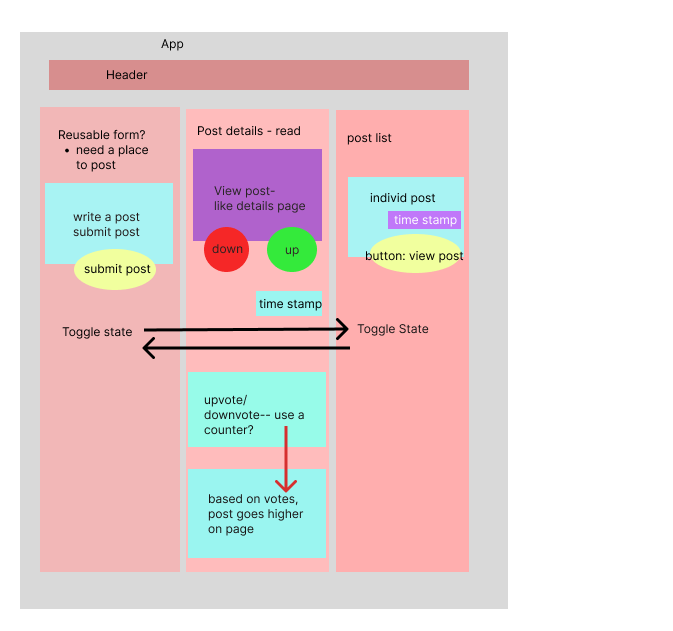 App
Header
Reusable form?
• need a place
to post
write a post
submit post
submit post
Toggle state
Post details - read
View post-
like details page
down
up
time stamp
upvote/
downvote-- use a
counter?
based on votes,
post goes higher
on page
post list
individ post
time stamp
button: view post
Toggle State